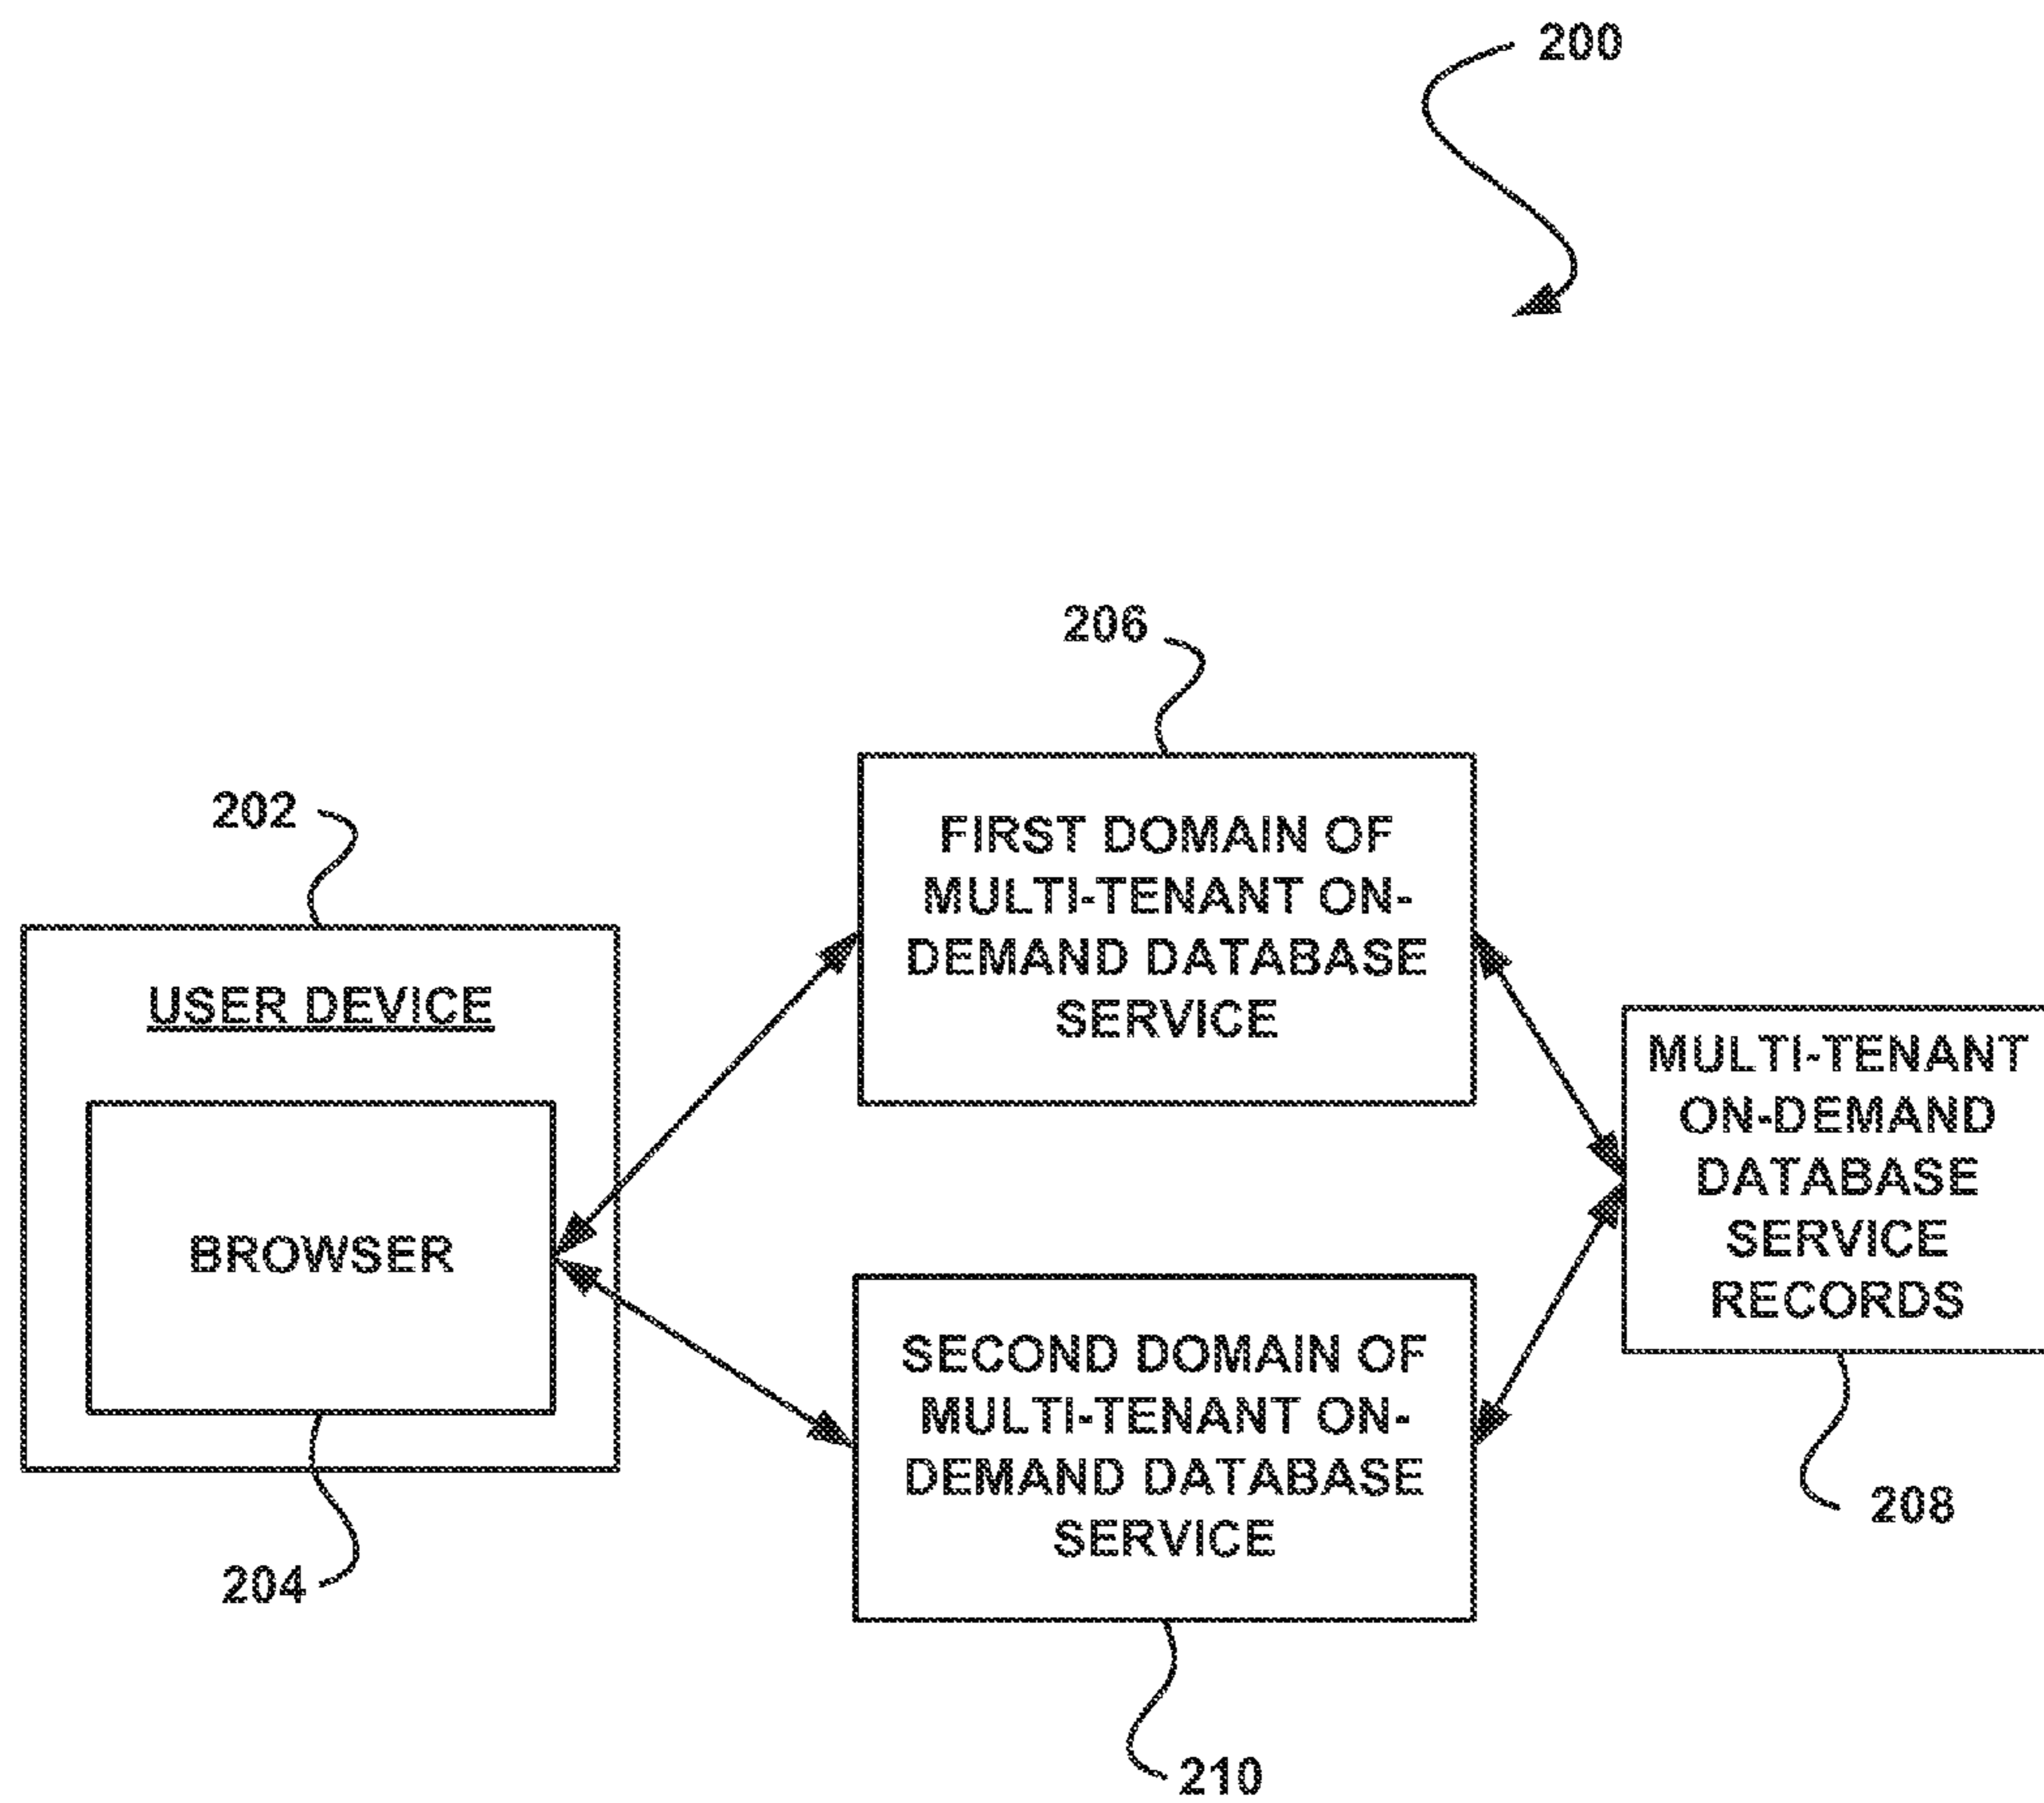 200
206
202
FIRST DOMAIN OF
MULTI-TENANT ON-
DEMAND DATABASE
SERVICE
USER DEVICE
BROWSER
MULTI-TENANT
ON-DEMAND
DATABASE
SERVICE
RECORDS
SECOND DOMAIN OF
MULTI-TENANT ON-
DEMAND DATABASE
SERVICE
204
208
210